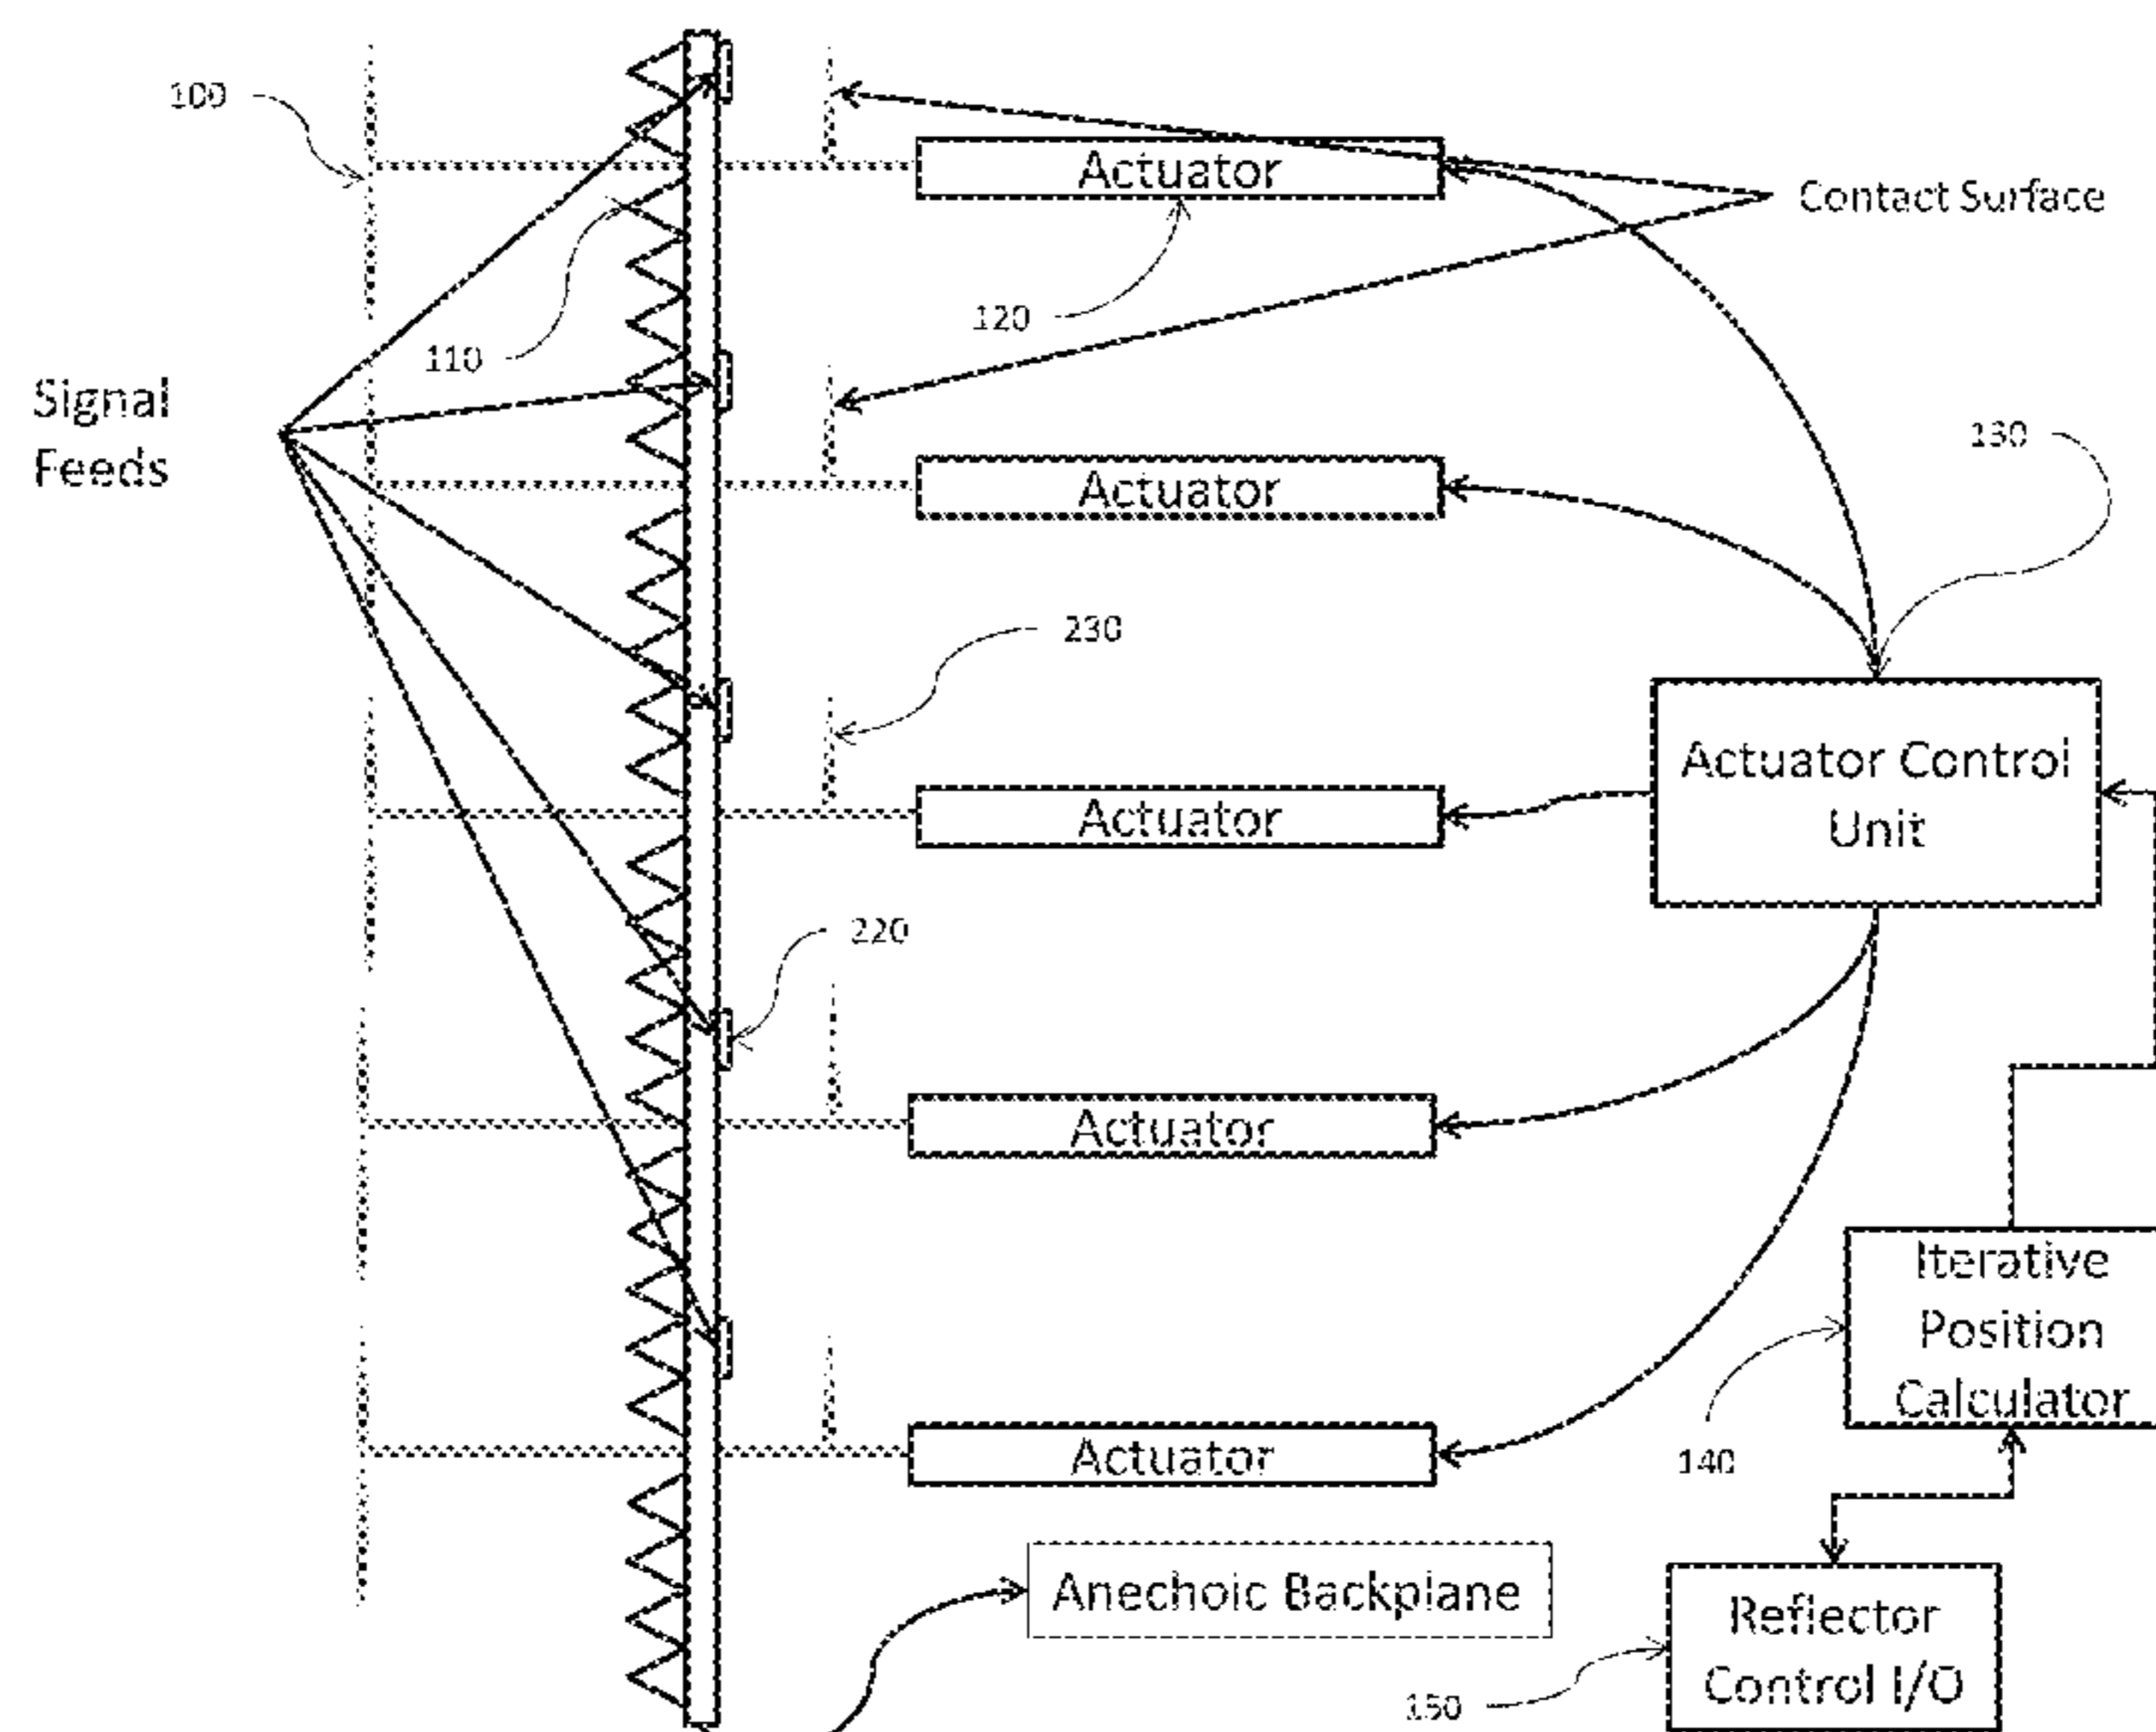 100
Actuator
Contact Surface
120
110
Signal
Feeds
130
Actuator
230
Actuator Control
Unit
Actuator
220
Actuator
Iterative
Position
Calculator
Actuator
140
Anechoic Backplane
Reflector
Control I/O
150